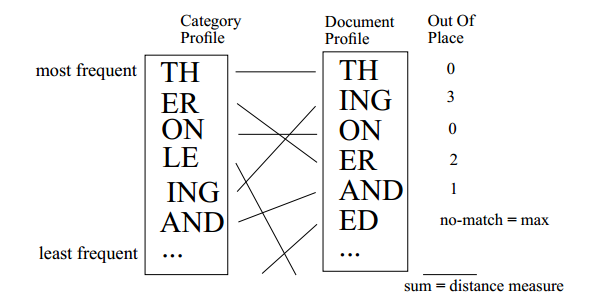 Category
Profile
Document
Profile
Out Of
Place
most frequent
TH
ER
ON
LE
ING
AND
...
least frequent
TH
ING
ON
ER
AND
ED
...
0
3
0
2
1
no-match = max
sum = distance measure